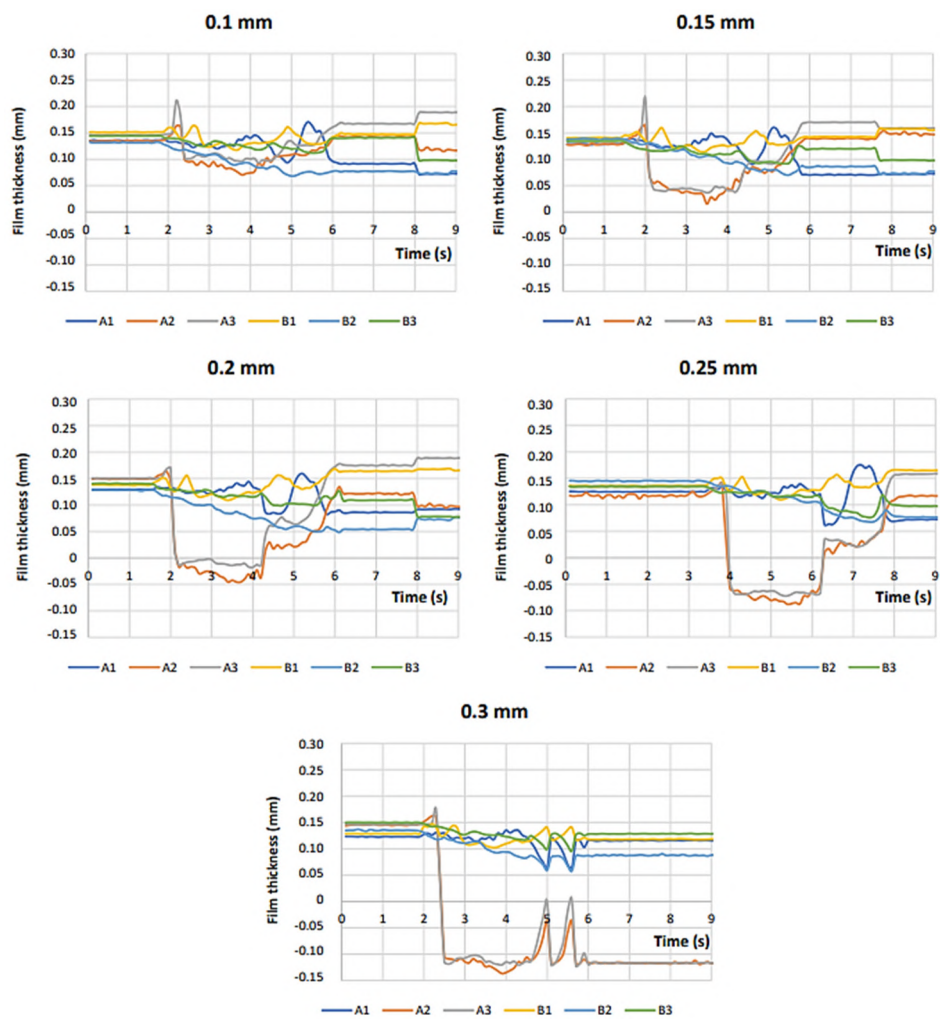 0.1 mm
0.15 mm
Film thickness (mm)
0.30
0.25
0.20
0.15
0.10
0.05
0
-0.05
-0.10
-0.15
0 1 2 3 4 5 6 7 8 9
Time (s)
A1 A2 A3 B1 B2 B3
Film thickness (mm)
0.30
0.25
0.20
0.15
0.10
0.05
0
-0.05
-0.10
-0.15
0 1 2 3 4 5 6 7 8 9
Time (s)
A1 A2 A3 B1 B2 B3
0.2 mm
0.25 mm
Film thickness (mm)
0.30
0.25
0.20
0.15
0.10
0.05
0
-0.05
-0.10
-0.15
0 1 2 3 4 5 6 7 8 9
Time (s)
A1 A2 A3 B1 B2 B3
Film thickness (mm)
0.30
0.25
0.20
0.15
0.10
0.05
0
-0.05
-0.10
-0.15
0 1 2 3 4 5 6 7 8 9
Time (s)
A1 A2 A3 B1 B2 B3
0.3 mm
Film thickness (mm)
0.30
0.25
0.20
0.15
0.10
0.05
0
-0.05
-0.10
-0.15
0 1 2 3 4 5 6 7 8 9
Time (s)
A1 A2 A3 B1 B2 B3